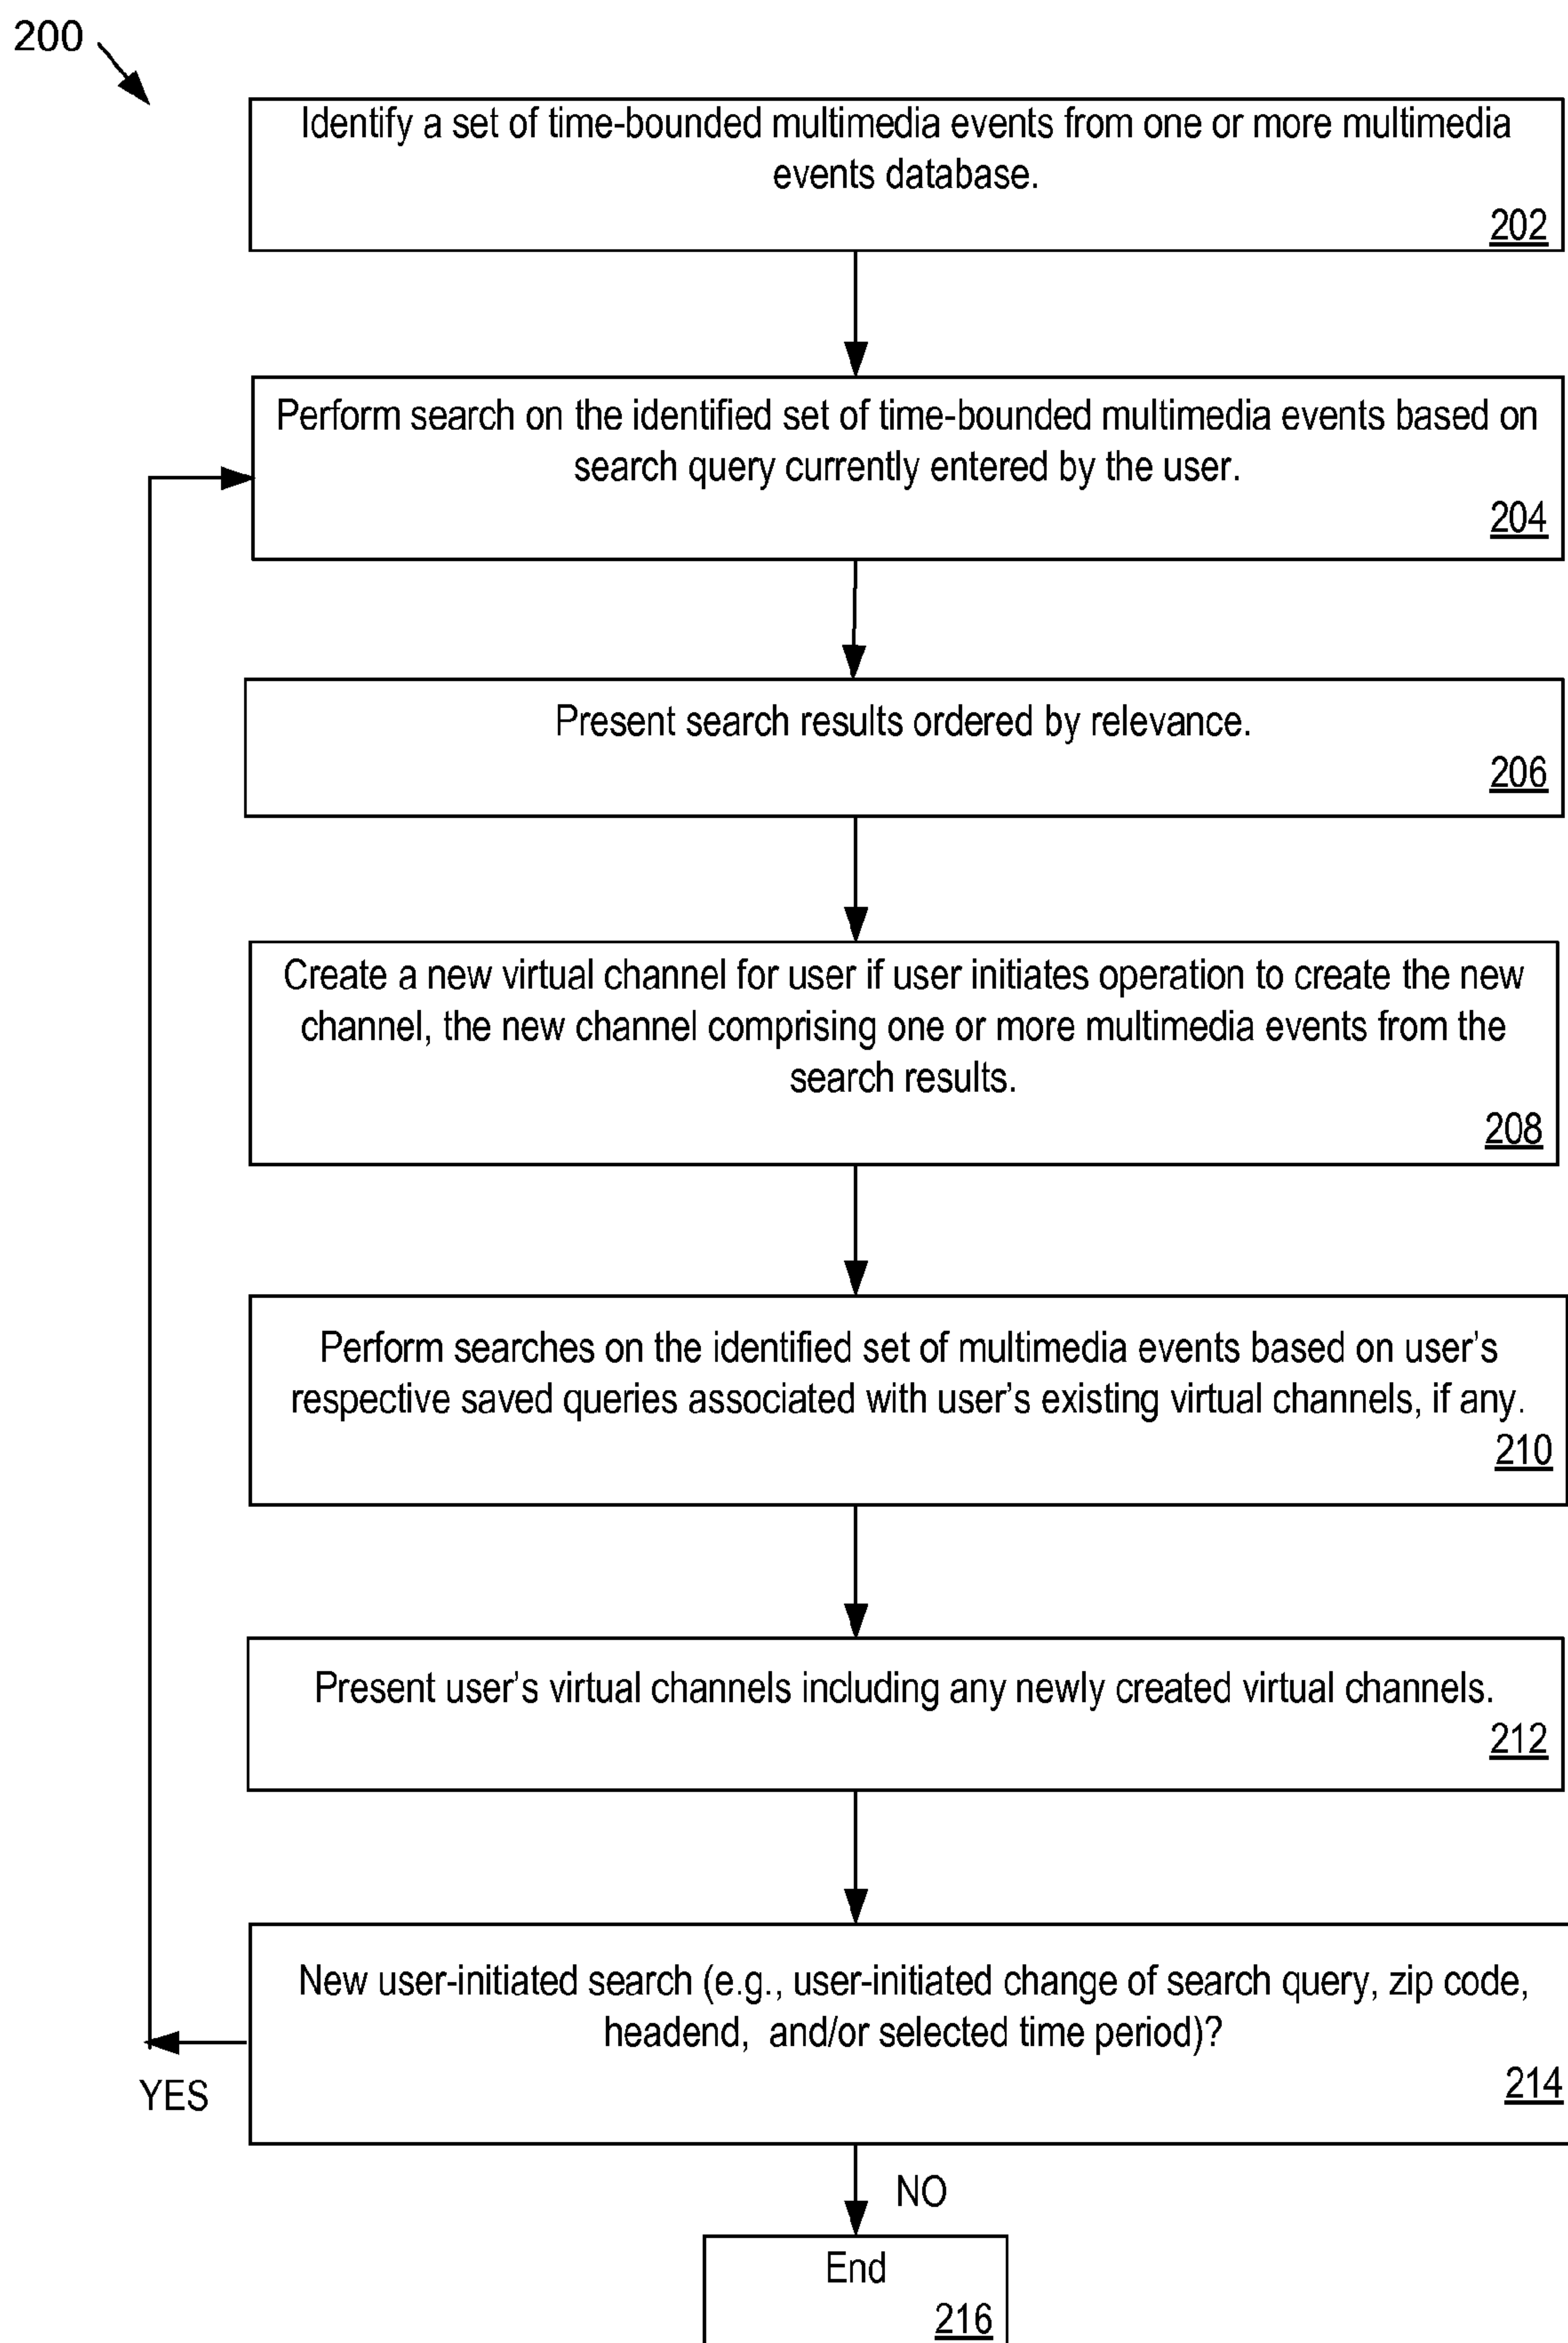 200
Identify a set of time-bounded multimedia events from one or more multimedia
events database.
202
Perform search on the identified set of time-bounded multimedia events based on
search query currently entered by the user.
204
Present search results ordered by relevance.
206
Create a new virtual channel for user if user initiates operation to create the new
channel, the new channel comprising one or more multimedia events from the
search results.
208
Perform searches on the identified set of multimedia events based on user's
respective saved queries associated with user's existing virtual channels, if any.
210
Present user's virtual channels including any newly created virtual channels.
212
New user-initiated search (e.g., user-initiated change of search query, zip code,
headend, and/or selected time period)?
214
YES
NO
End
216